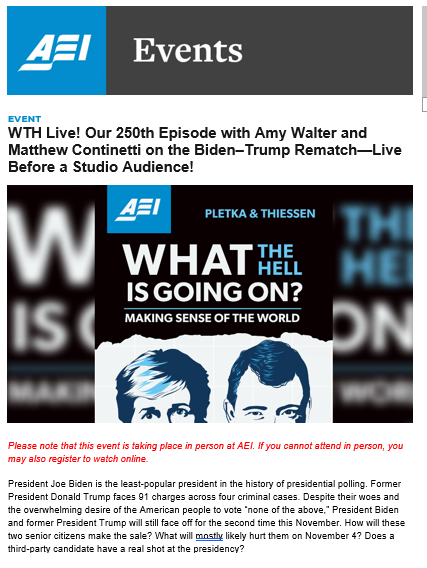 AEI Events
EVENT
WTH Live! Our 250th Episode with Amy Walter and
Matthew Continetti on the Biden–Trump Rematch—Live
Before a Studio Audience!
AEI
PLETKA & THIESSEN
WHAT THE HELL
IS GOING ON?
MAKING SENSE OF THE WORLD
Please note that this event is taking place in person at AEI. If you cannot attend in person, you
may also register to watch online.
President Joe Biden is the least-popular president in the history of presidential polling. Former
President Donald Trump faces 91 charges across four criminal cases. Despite their woes and
the overwhelming desire of the American people to vote “none of the above,” President Biden
and former President Trump will still face off for the second time this November. How will these
two senior citizens make the sale? What will mostly likely hurt them on November 4? Does a
third-party candidate have a real shot at the presidency?